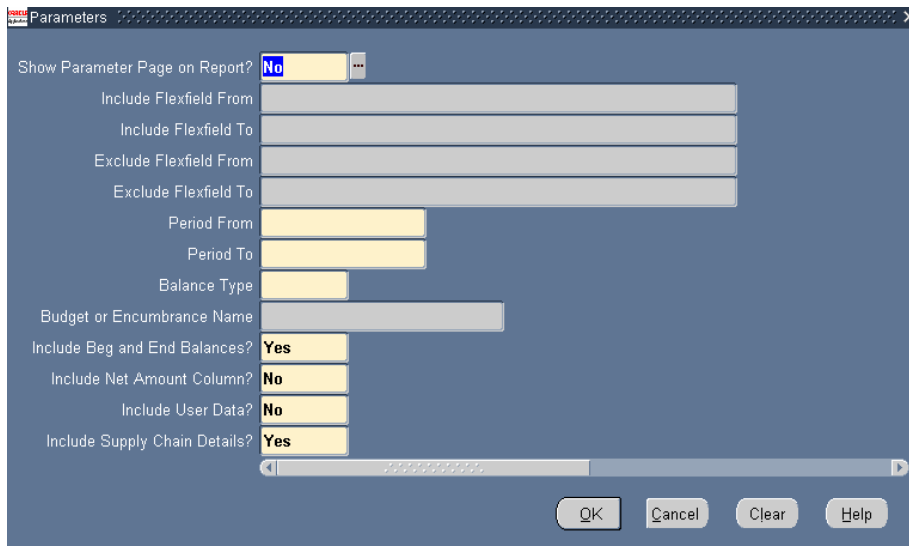 ORACLE
Applications
Parameters
Show Parameter Page on Report? No
Include Flexfield From
Include Flexfield To
Exclude Flexfield From
Exclude Flexfield To
Period From
Period To
Balance Type
Budget or Encumbrance Name
Include Beg and End Balances? Yes
Include Net Amount Column? No
Include User Data? No
Include Supply Chain Details? Yes
OK Cancel Clear Help